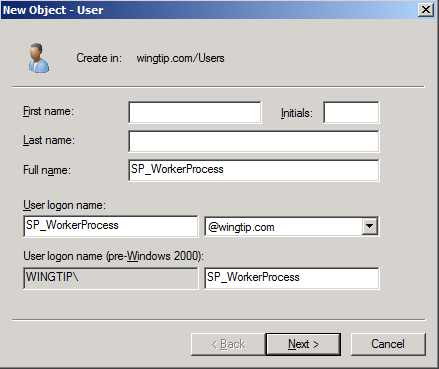 New Object - User
Create in: wingtip.com/Users
First name: Initials:
Last name:
Full name: SP_WorkerProcess
User logon name:
SP_WorkerProcess @wingtip.com
User logon name (pre-Windows 2000):
WINGTIP\ SP_WorkerProcess
< Back Next > Cancel